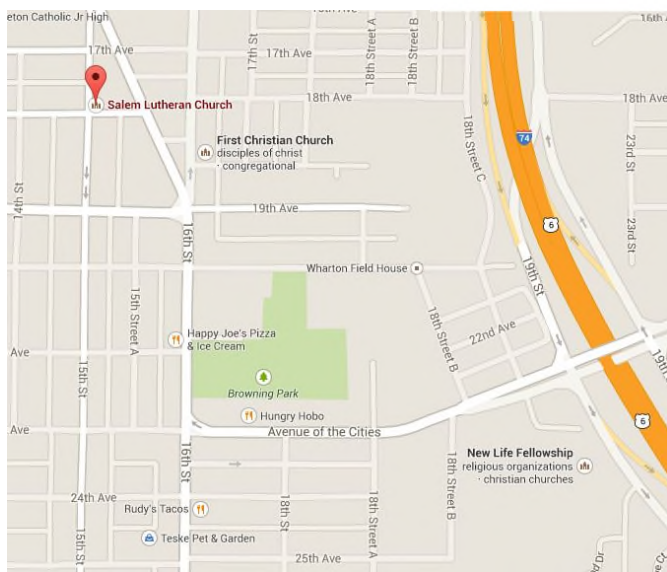 eton Catholic Jr High
17th Ave
17th St
18th Street A
18th Street B
16th A
17th Ave
Salem Lutheran Church
18th Ave
18th Ave
74
First Christian Church
disciples of christ
· congregational
18th Street C
23rd St
14th St
19th Ave
16th St
6
23rd St
Wharton Field House
19th St
15th Street A
Happy Joe's Pizza
& Ice Cream
18th Street B
22nd Ave
Ave
15th St
Browning Park
19th
Hungry Hobo
6
Ave
Avenue of the Cities
16th St
New Life Fellowship
religious organizations
· christian churches
24th Ave
18th St
18th Street A
18th Street B
Rudy's Tacos
15th St
Teske Pet & Garden
25th Ave
Dr
Ct